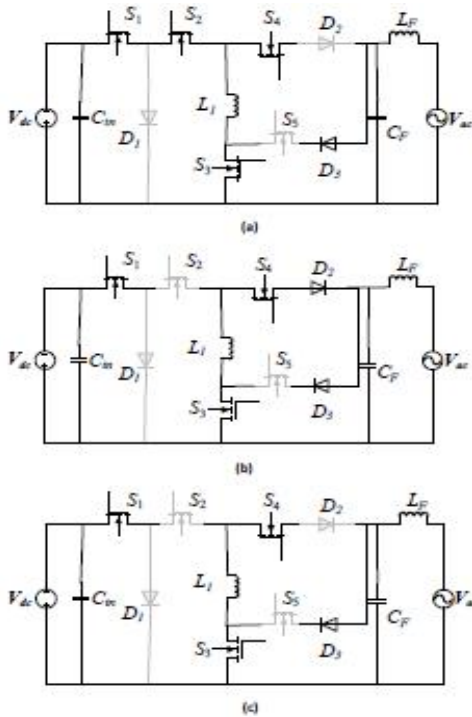 S1 S2 S4 D2 LF
Vdc Cin D1 L1 S5 CF Vac
S3 D3
(a)
S1 S2 S4 D2 LF
Vdc Cin D1 L1 S5 CF Vac
S3 D3
(b)
S1 S2 S4 D2 LF
Vdc Cin D1 L1 S5 CF Va
S3 D3
(c)